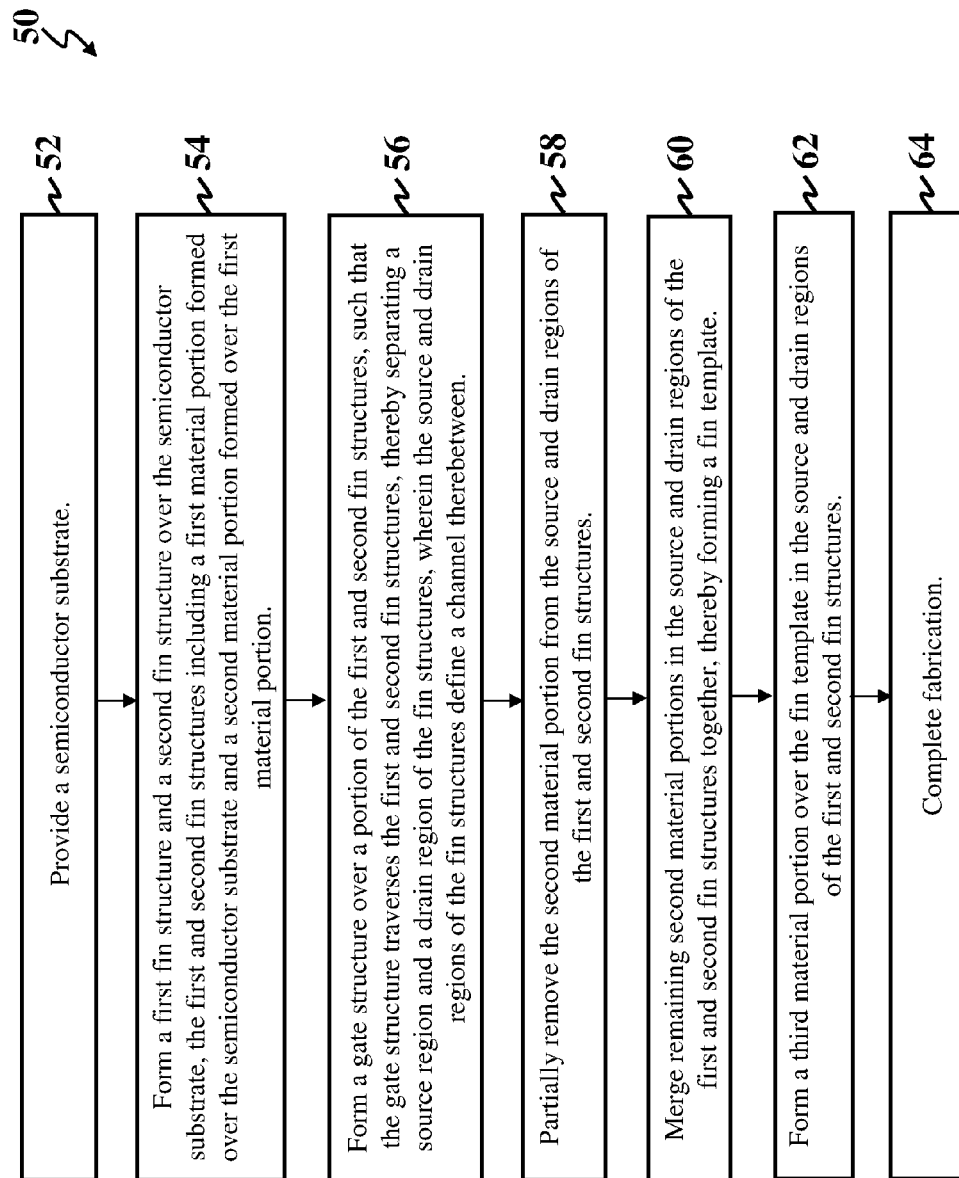 50
52
Provide a semiconductor substrate.
54
Form a first fin structure and a second fin structure over the semiconductor
substrate, the first and second fin structures including a first material portion formed
over the semiconductor substrate and a second material portion formed over the first
material portion.
56
Form a gate structure over a portion of the first and second fin structures, such that
the gate structure traverses the first and second fin structures, thereby separating a
source region and a drain region of the fin structures, wherein the source and drain
regions of the fin structures define a channel therebetween.
58
Partially remove the second material portion from the source and drain regions of
the first and second fin structures.
60
Merge remaining second material portions in the source and drain regions of the
first and second fin structures together, thereby forming a fin template.
62
Form a third material portion over the fin template in the source and drain regions
of the first and second fin structures.
64
Complete fabrication.